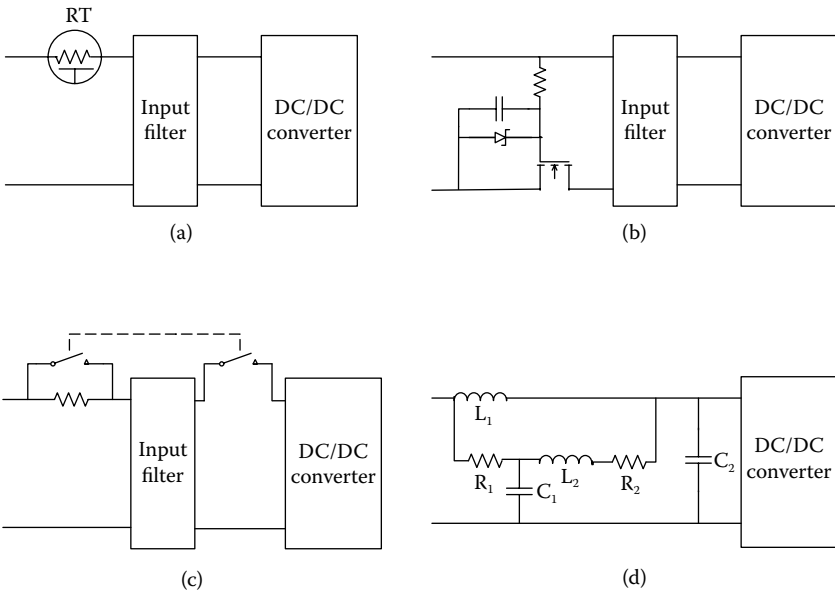 RT
Input
filter
DC/DC
converter
(a)
Input
filter
DC/DC
converter
(b)
Input
filter
DC/DC
converter
(c)
L₁
R₁
C₁
L₂
R₂
C₂
DC/DC
converter
(d)